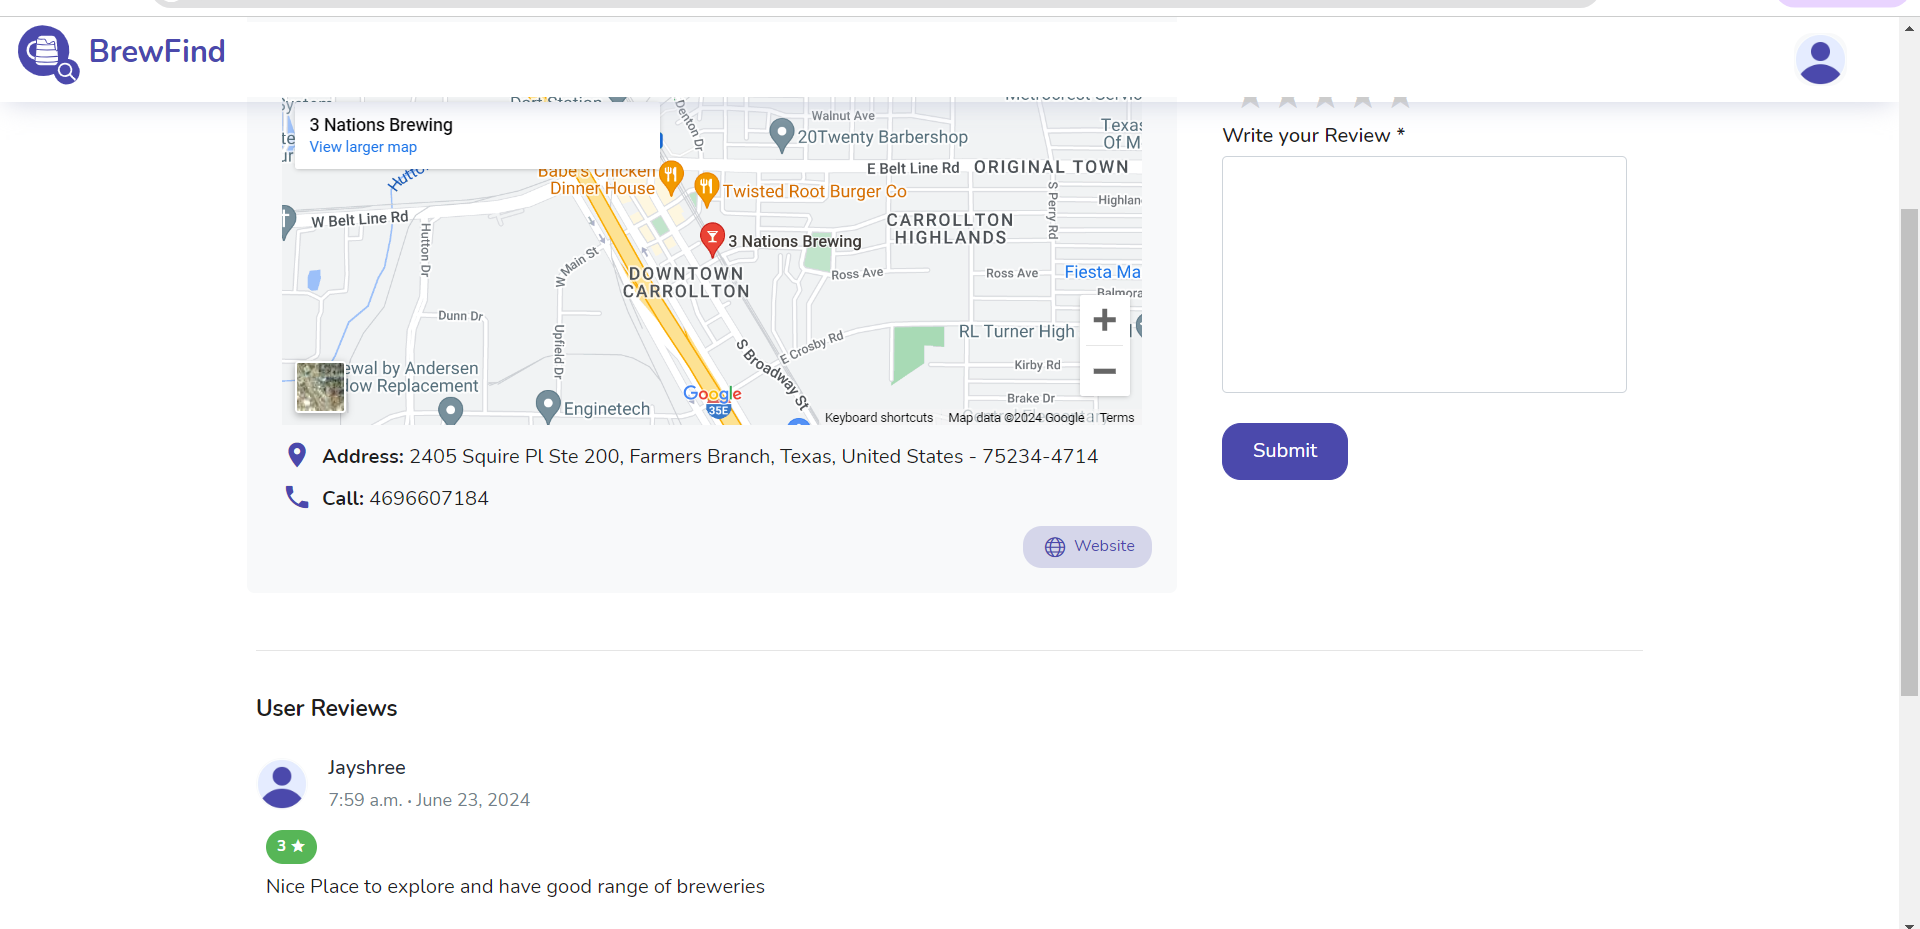 BrewFind
3 Nations Brewing
View larger map
Denton Dr
Walnut Ave
20Twenty Barbershop
Texas
Of M
E Belt Line Rd
ORIGINAL TOWN
Babe's Chicken
Dinner House
Twisted Root Burger Co
S Perry Rd
Highlan
W Belt Line Rd
Hutton Dr
CARROLLTON
HIGHLANDS
3 Nations Brewing
W Main St
Ross Ave
Ross Ave
Fiesta Ma
DOWNTOWN
CARROLLTON
Balmora
Dunn Dr
Upfield Dr
RL Turner High
S Broadway St
E Crosby Rd
Kirby Rd
ewal by Andersen
low Replacement
Brake Dr
Google
35E
Enginetech
Keyboard shortcuts
Map data ©2024 Google
Terms
Address: 2405 Squire Pl Ste 200, Farmers Branch, Texas, United States - 75234-4714
Call: 4696607184
Website
Write your Review *
Submit
User Reviews
Jayshree
7:59 a.m. · June 23, 2024
3 ★
Nice Place to explore and have good range of breweries